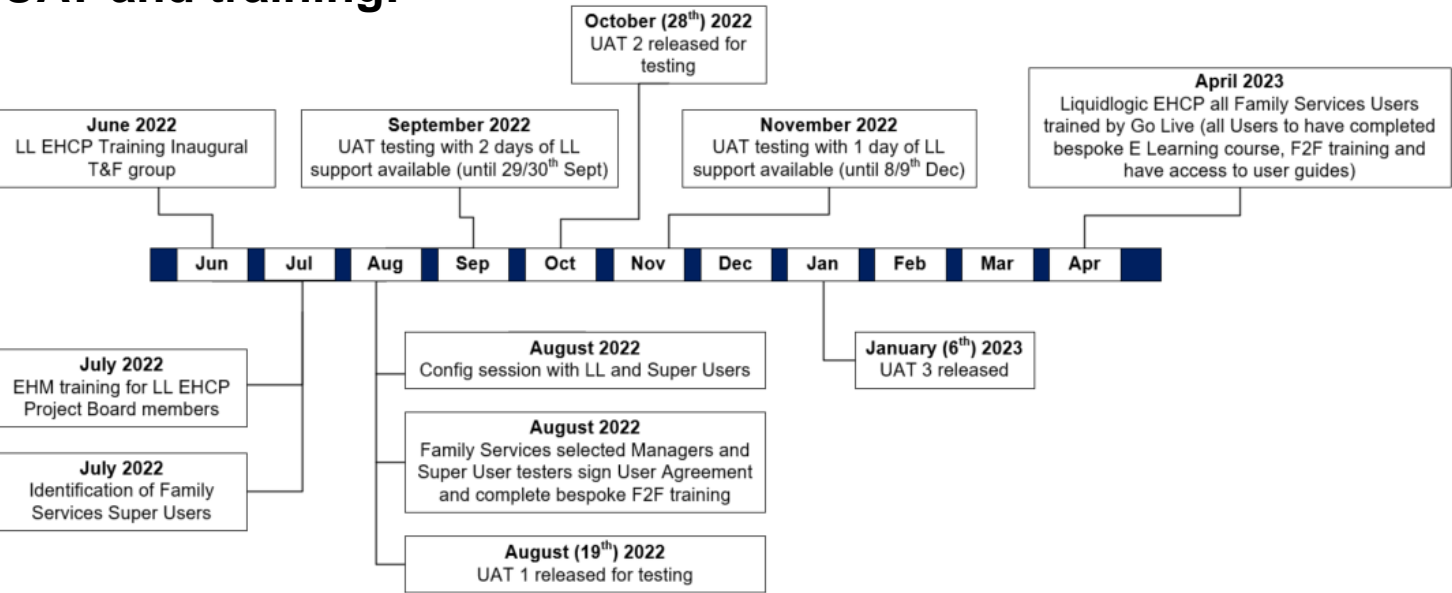 UAT and training:
October (28th) 2022
UAT 2 released for
testing
April 2023
Liquidlogic EHCP all Family Services Users
trained by Go Live (all Users to have completed
bespoke E Learning course, F2F training and
have access to user guides)
June 2022
LL EHCP Training Inaugural
T&F group
September 2022
UAT testing with 2 days of LL
support available (until 29/30th Sept)
November 2022
UAT testing with 1 day of LL
support available (until 8/9th Dec)
Jun Jul Aug Sep Oct Nov Dec Jan Feb Mar Apr
July 2022
EHM training for LL EHCP
Project Board members
July 2022
Identification of Family
Services Super Users
August 2022
Config session with LL and Super Users
August 2022
Family Services selected Managers and
Super User testers sign User Agreement
and complete bespoke F2F training
August (19th) 2022
UAT 1 released for testing
January (6th) 2023
UAT 3 released